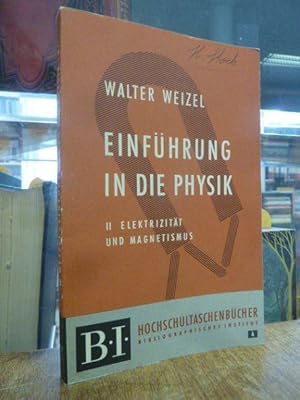 WALTER WEIZEL
EINFÜHRUNG
IN DIE PHYSIK
II ELEKTRIZITÄT
UND MAGNETISMUS
B·I·
HOCHSCHULTASCHENBÜCHER
BIBLIOGRAPHISCHES INSTITUT